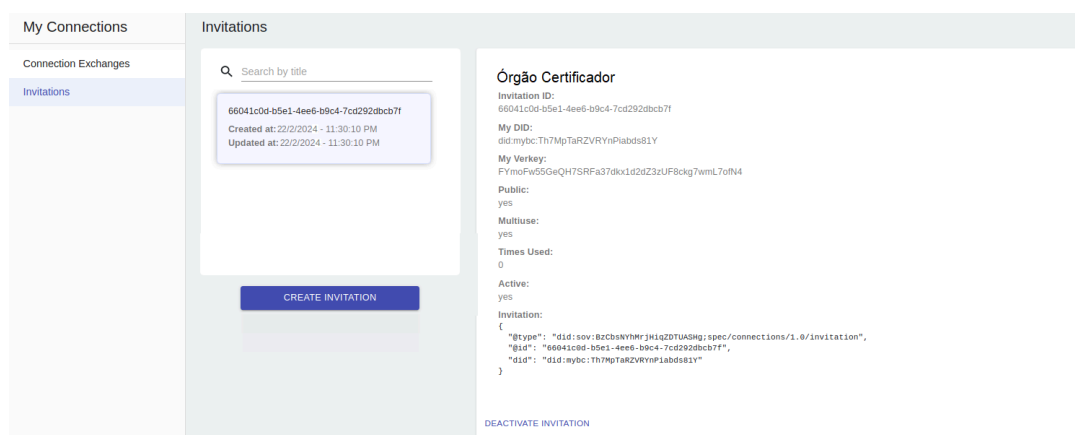 My Connections
Connection Exchanges
Invitations
Invitations
Search by title
66041c0d-b5e1-4ee6-b9c4-7cd292dbcb7f
Created at: 22/2/2024 - 11:30:10 PM
Updated at: 22/2/2024 - 11:30:10 PM
CREATE INVITATION
Órgão Certificador
Invitation ID:
66041c0d-b5e1-4ee6-b9c4-7cd292dbcb7f
My DID:
did:mybc:Th7MpTaRZVRYnPiabds81Y
My Verkey:
FYmoFw55GeQH7SRFa37dkx1d2dZ3zUF8ckg7wmL7ofN4
Public:
yes
Multiuse:
yes
Times Used:
0
Active:
yes
Invitation:
{
"@type": "did:sov:BzCbsNYhMrjHiqZDTUASHg;spec/connections/1.0/invitation",
"@id": "66041c0d-b5e1-4ee6-b9c4-7cd292dbcb7f",
"did": "did:mybc:Th7MpTaRZVRYnPiabds81Y"
}
DEACTIVATE INVITATION